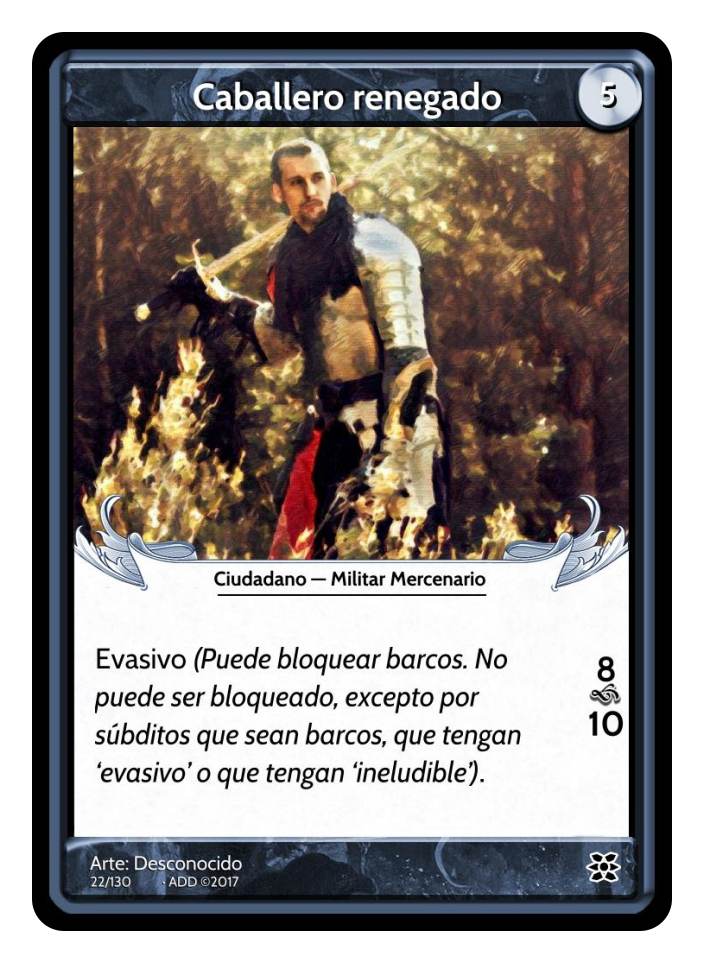 Caballero renegado
5
Ciudadano — Militar Mercenario
Evasivo (Puede bloquear barcos. No
puede ser bloqueado, excepto por
súbditos que sean barcos, que tengan
‘evasivo’ o que tengan ‘ineludible’).
8
10
Arte: Desconocido
22/130 · ADD ©2017